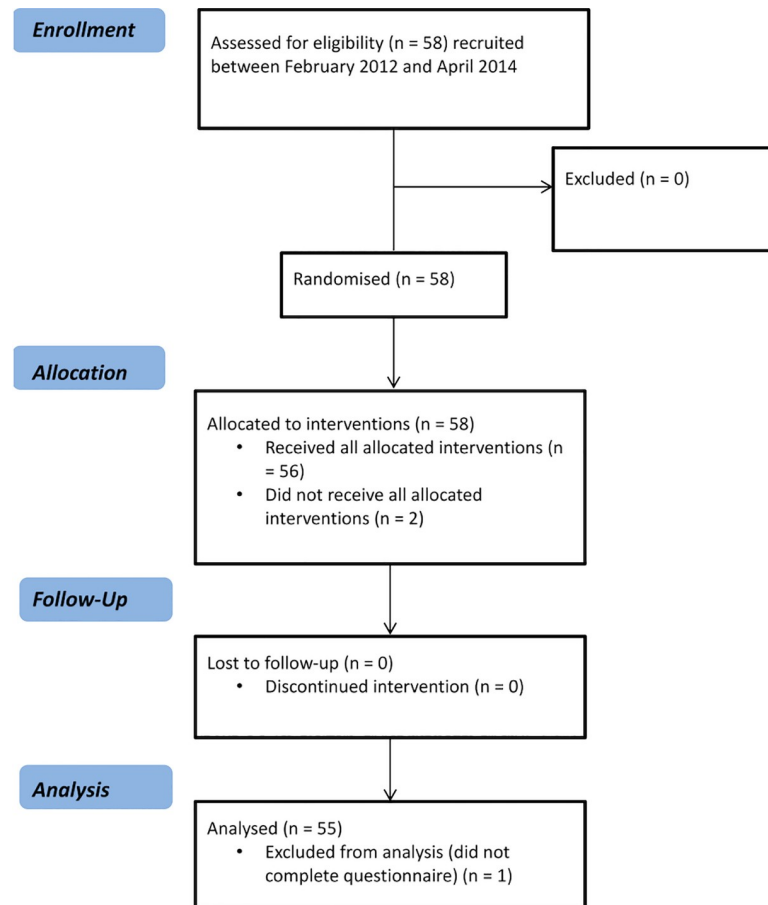 Enrollment
Assessed for eligibility (n = 58) recruited
between February 2012 and April 2014
Excluded (n = 0)
Randomised (n = 58)
Allocation
Allocated to interventions (n = 58)
• Received all allocated interventions (n
= 56)
• Did not receive all allocated
interventions (n = 2)
Follow-Up
Lost to follow-up (n = 0)
• Discontinued intervention (n = 0)
Analysis
Analysed (n = 55)
• Excluded from analysis (did not
complete questionnaire) (n = 1)